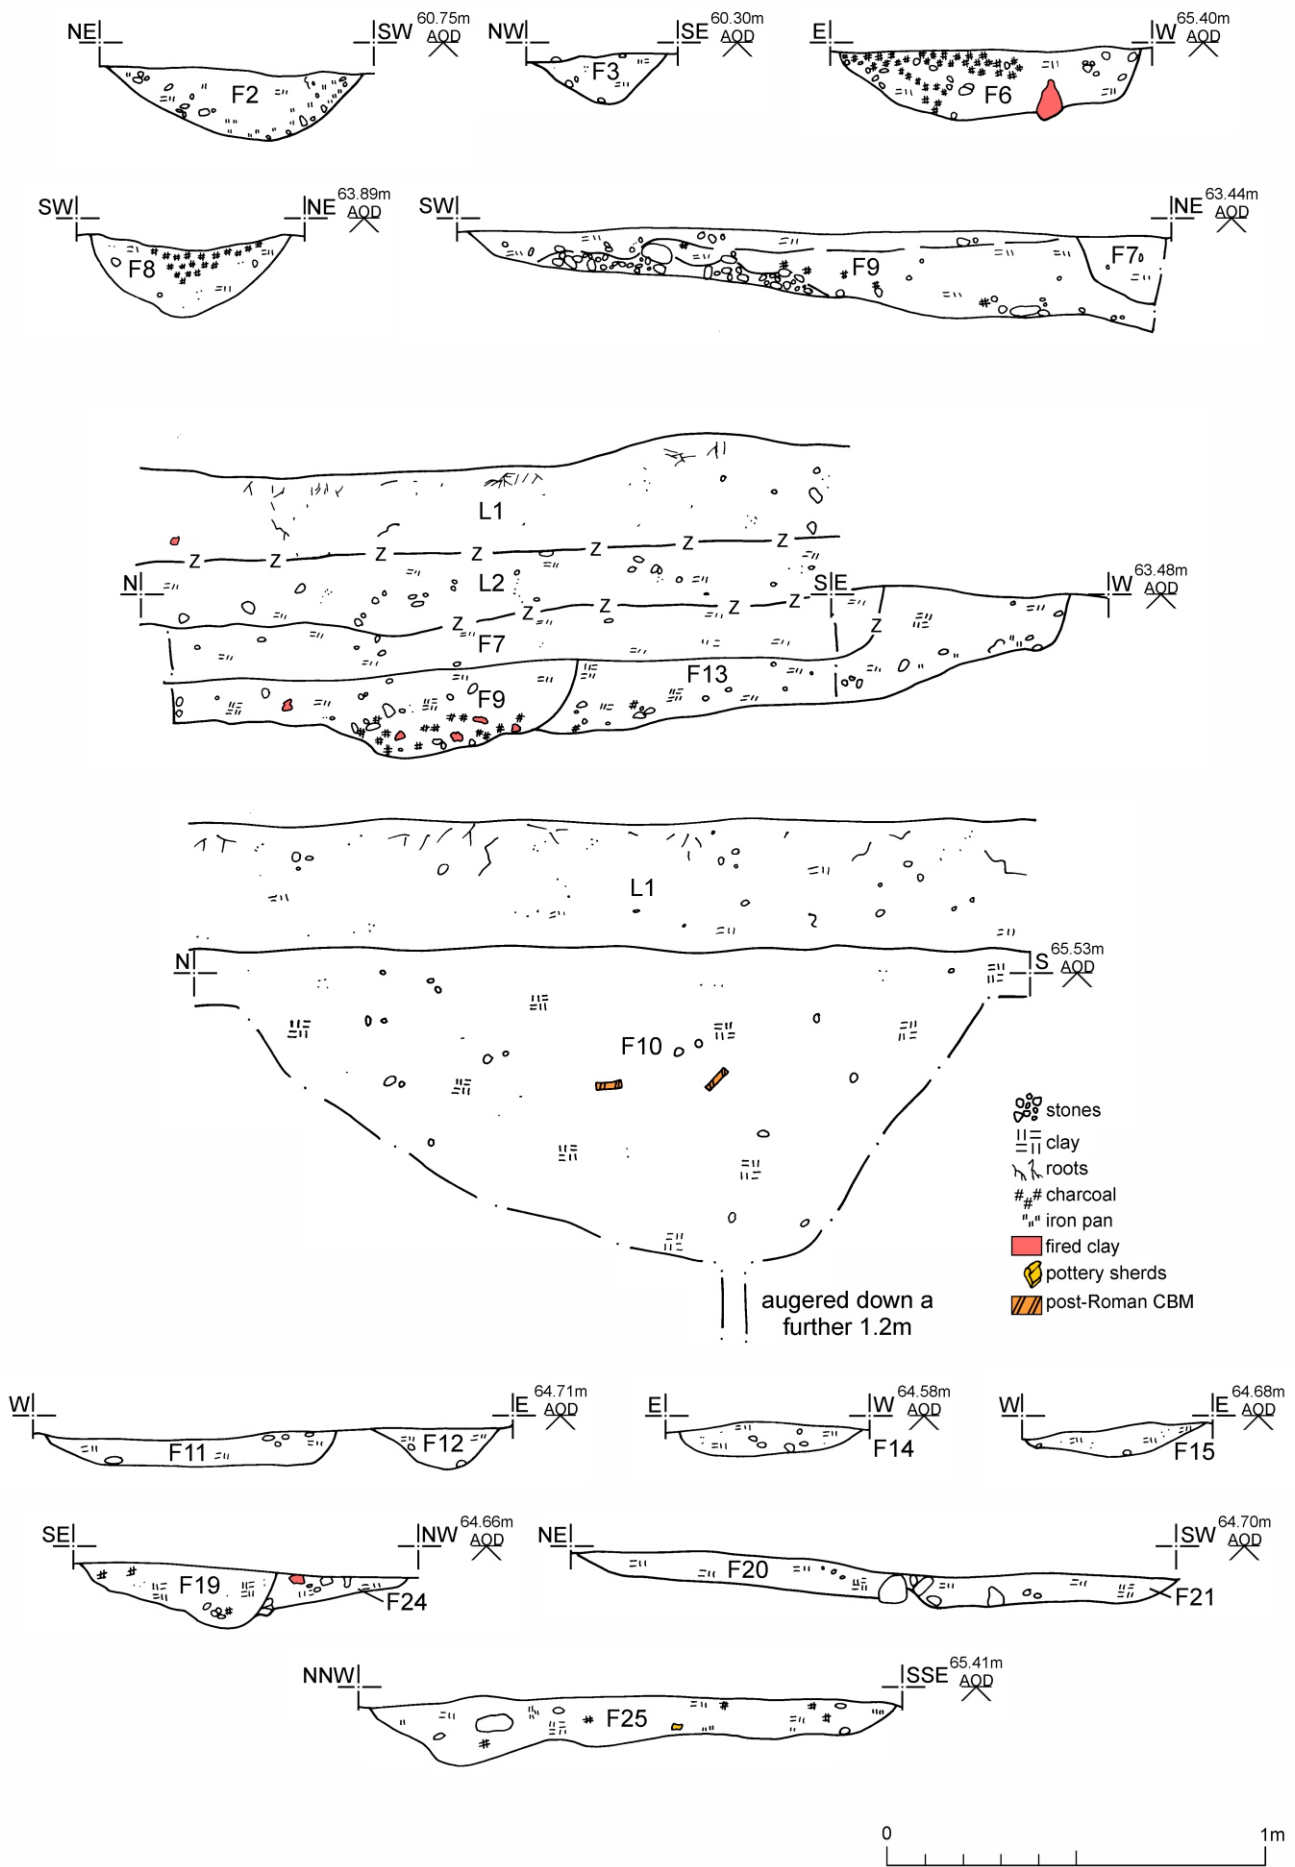 NE SW 60.75m AOD
NW SE 60.30m AOD
E W 65.40m AOD
F2
F3
F6
SW NE 63.89m AOD
SW NE 63.44m AOD
F8
F9
F7
L1
Z Z Z Z Z Z Z
N L2 S E W 63.48m AOD
Z Z Z Z Z Z
F7
F13
F9
L1
N S 65.53m AOD
F10
stones
clay
roots
charcoal
iron pan
fired clay
pottery sherds
post-Roman CBM
augered down a
further 1.2m
W E 64.71m AOD
E W 64.58m AOD
W E 64.68m AOD
F11
F12
F14
F15
SE NW 64.66m AOD
NE SW 64.70m AOD
F19
F24
F20
F21
NNW SSE 65.41m AOD
F25
0 1m